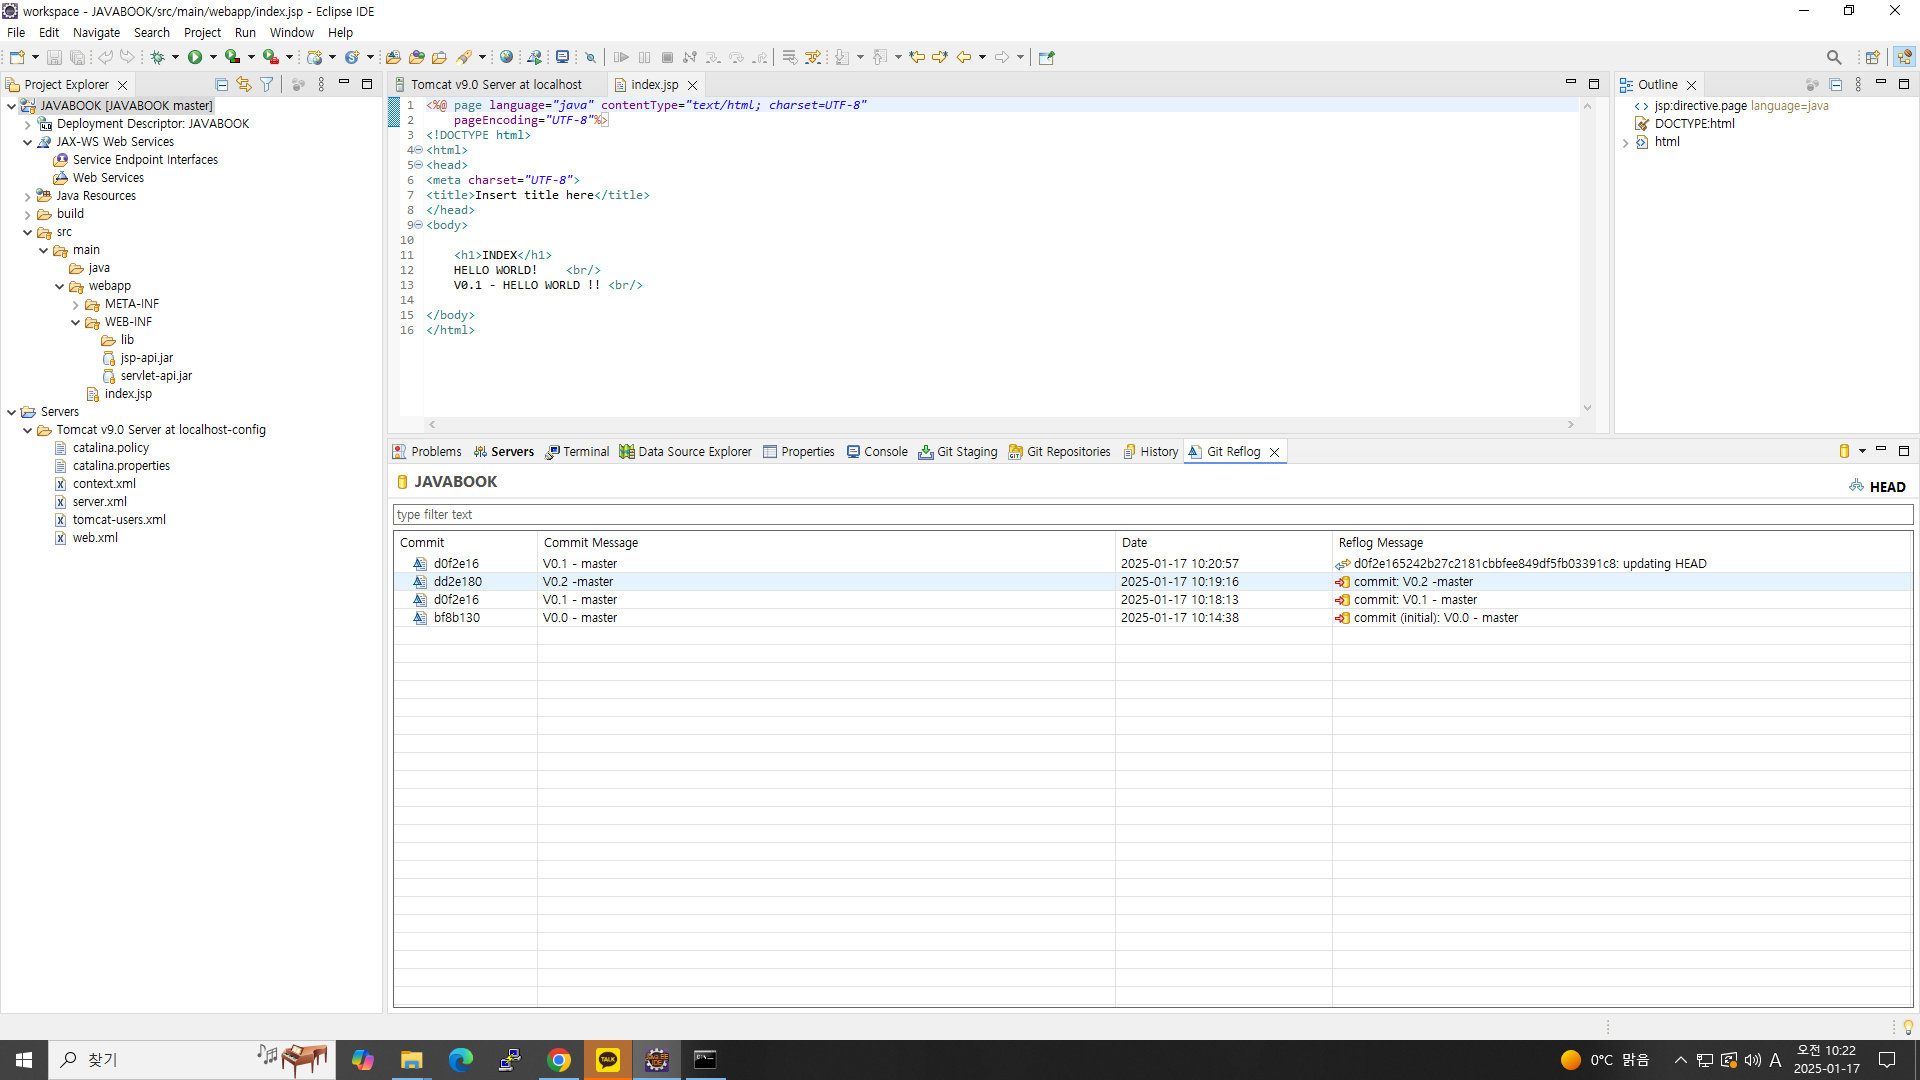 workspace - JAVABOOK/src/main/webapp/index.jsp - Eclipse IDE
File Edit Navigate Search Project Run Window Help
Project Explorer
JAVABOOK [JAVABOOK master]
Deployment Descriptor: JAVABOOK
JAX-WS Web Services
Service Endpoint Interfaces
Web Services
Java Resources
build
src
main
java
webapp
META-INF
WEB-INF
lib
jsp-api.jar
servlet-api.jar
index.jsp
Servers
Tomcat v9.0 Server at localhost-config
catalina.policy
catalina.properties
context.xml
server.xml
tomcat-users.xml
web.xml
Tomcat v9.0 Server at localhost index.jsp
1 <%@ page language="java" contentType="text/html; charset=UTF-8"
2 pageEncoding="UTF-8"%>
3 <!DOCTYPE html>
4 <html>
5 <head>
6 <meta charset="UTF-8">
7 <title>Insert title here</title>
8 </head>
9 <body>
10
11 <h1>INDEX</h1>
12 HELLO WORLD! <br/>
13 V0.1 - HELLO WORLD !! <br/>
14
15 </body>
16 </html>
Outline
jsp:directive.page language=java
DOCTYPE:html
html
Problems Servers Terminal Data Source Explorer Properties Console Git Staging Git Repositories History Git Reflog
JAVABOOK HEAD
type filter text
Commit Commit Message Date Reflog Message
d0f2e16 V0.1 - master 2025-01-17 10:20:57 d0f2e165242b27c2181cbbfee849df5fb03391c8: updating HEAD
dd2e180 V0.2 -master 2025-01-17 10:19:16 commit: V0.2 -master
d0f2e16 V0.1 - master 2025-01-17 10:18:13 commit: V0.1 - master
bf8b130 V0.0 - master 2025-01-17 10:14:38 commit (initial): V0.0 - master
찾기
TALK
Java EE IDE
0°C 맑음
A
오전 10:22
2025-01-17